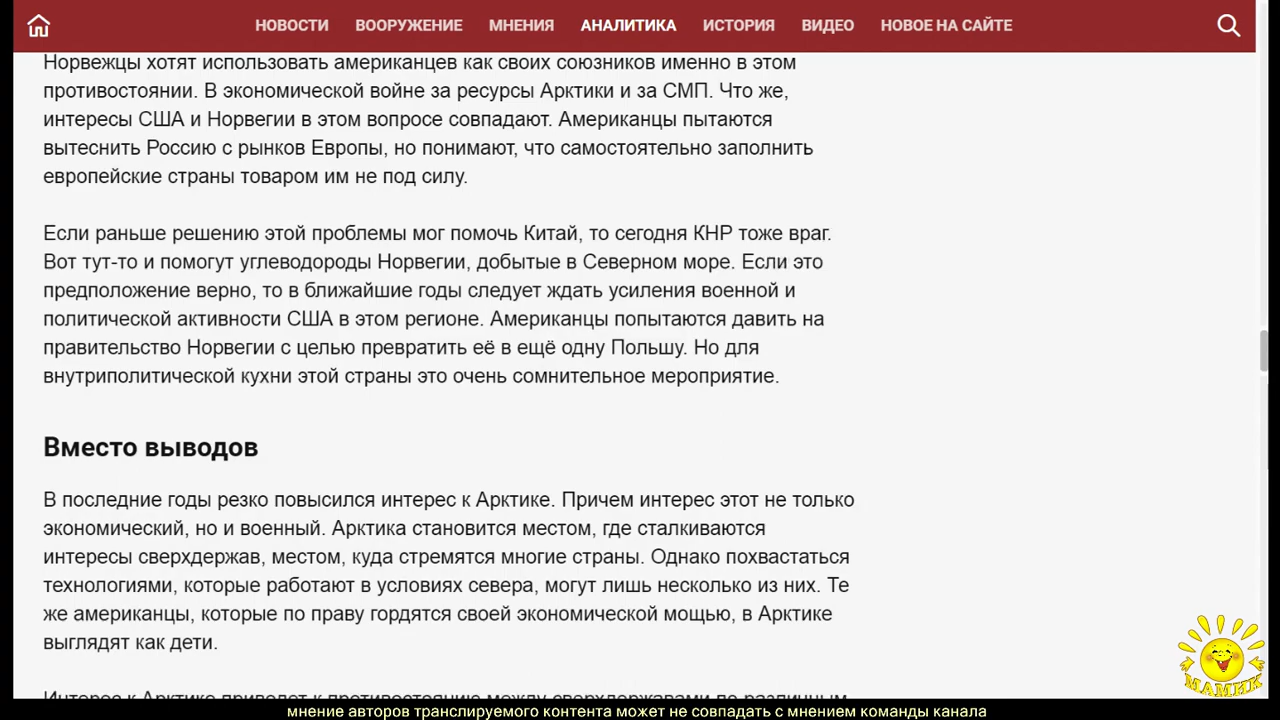 НОВОСТИ ВООРУЖЕНИЕ МНЕНИЯ АНАЛИТИКА ИСТОРИЯ ВИДЕО НОВОЕ НА САЙТЕ
Норвежцы хотят использовать американцев как своих союзников именно в этом
противостоянии. В экономической войне за ресурсы Арктики и за СМП. Что же,
интересы США и Норвегии в этом вопросе совпадают. Американцы пытаются
вытеснить Россию с рынков Европы, но понимают, что самостоятельно заполнить
европейские страны товаром им не под силу.
Если раньше решению этой проблемы мог помочь Китай, то сегодня КНР тоже враг.
Вот тут-то и помогут углеводороды Норвегии, добытые в Северном море. Если это
предположение верно, то в ближайшие годы следует ждать усиления военной и
политической активности США в этом регионе. Американцы попытаются давить на
правительство Норвегии с целью превратить её в ещё одну Польшу. Но для
внутриполитической кухни этой страны это очень сомнительное мероприятие.
Вместо выводов
В последние годы резко повысился интерес к Арктике. Причем интерес этот не только
экономический, но и военный. Арктика становится местом, где сталкиваются
интересы сверхдержав, местом, куда стремятся многие страны. Однако похвастаться
технологиями, которые работают в условиях севера, могут лишь несколько из них. Те
же американцы, которые по праву гордятся своей экономической мощью, в Арктике
выглядят как дети.
Интерес к Арктике приведет к противостоянию между сверхдержавами по различным
МАМИК
мнение авторов транслируемого контента может не совпадать с мнением команды канала